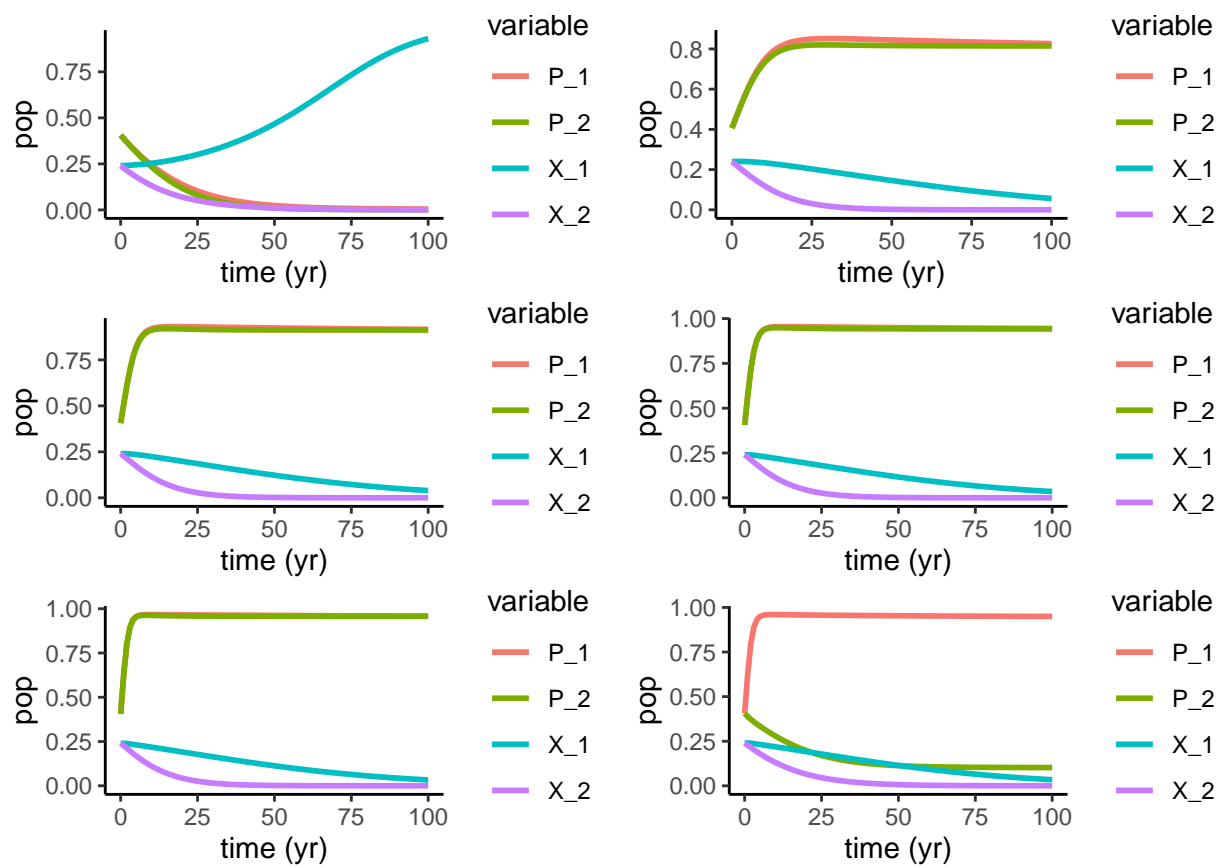 variable
0.75
0.50
0.25
0.00
pop
0 25 50 75 100
time (yr)
P_1
P_2
X_1
X_2
variable
0.8
0.6
0.4
0.2
0.0
pop
0 25 50 75 100
time (yr)
P_1
P_2
X_1
X_2
variable
0.75
0.50
0.25
0.00
pop
0 25 50 75 100
time (yr)
P_1
P_2
X_1
X_2
variable
1.00
0.75
0.50
0.25
0.00
pop
0 25 50 75 100
time (yr)
P_1
P_2
X_1
X_2
variable
1.00
0.75
0.50
0.25
0.00
pop
0 25 50 75 100
time (yr)
P_1
P_2
X_1
X_2
variable
1.00
0.75
0.50
0.25
0.00
pop
0 25 50 75 100
time (yr)
P_1
P_2
X_1
X_2